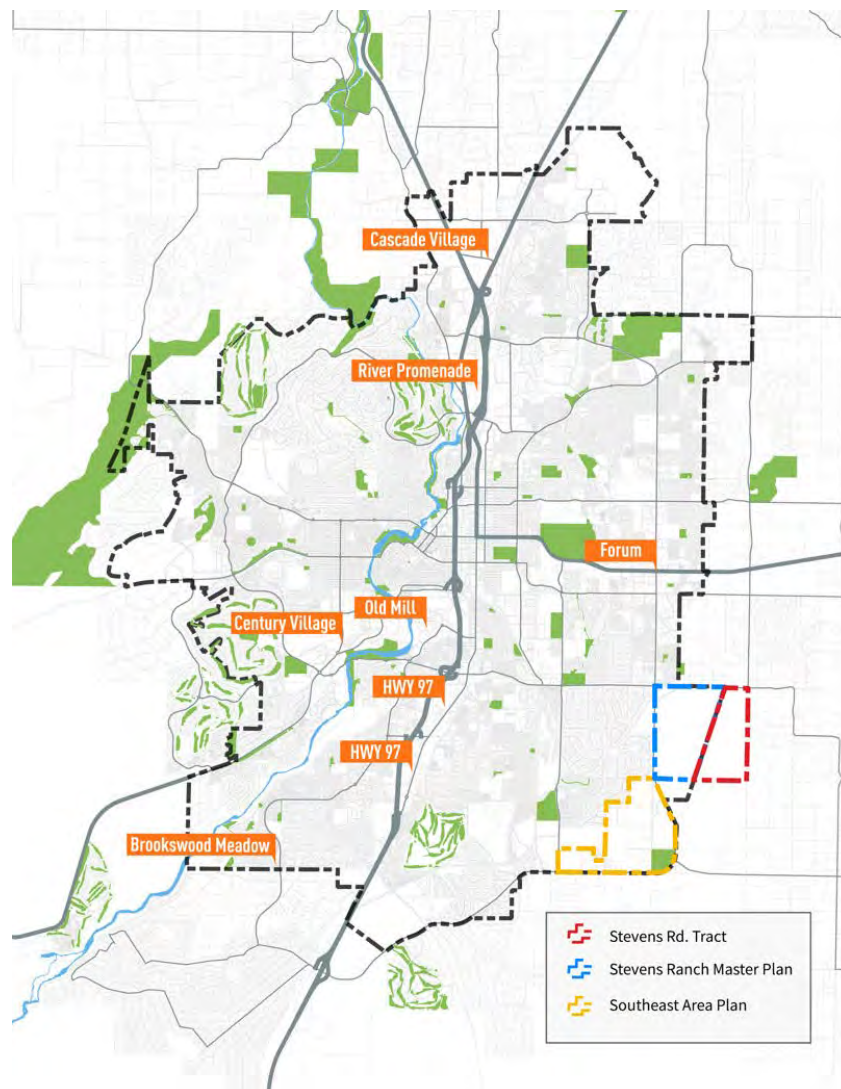 Cascade Village
River Promenade
Forum
Old Mill
Century Village
HWY 97
HWY 97
Brookswood Meadow
Stevens Rd. Tract
Stevens Ranch Master Plan
Southeast Area Plan